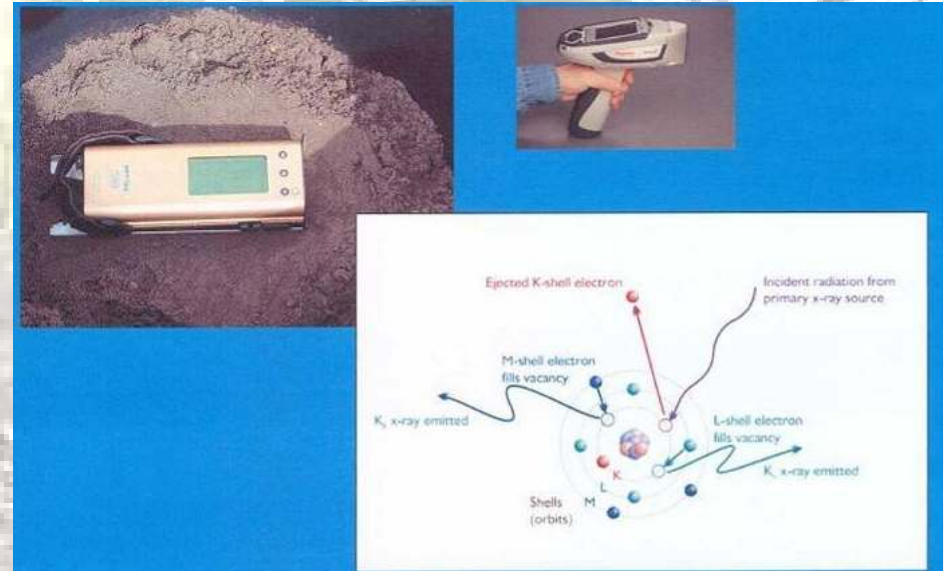 Ejected K-shell electron
Incident radiation from
primary x-ray source
M-shell electron
fills vacancy
L-shell electron
fills vacancy
x-ray emitted
x-ray emitted
K
L
M
Shells
(orbits)